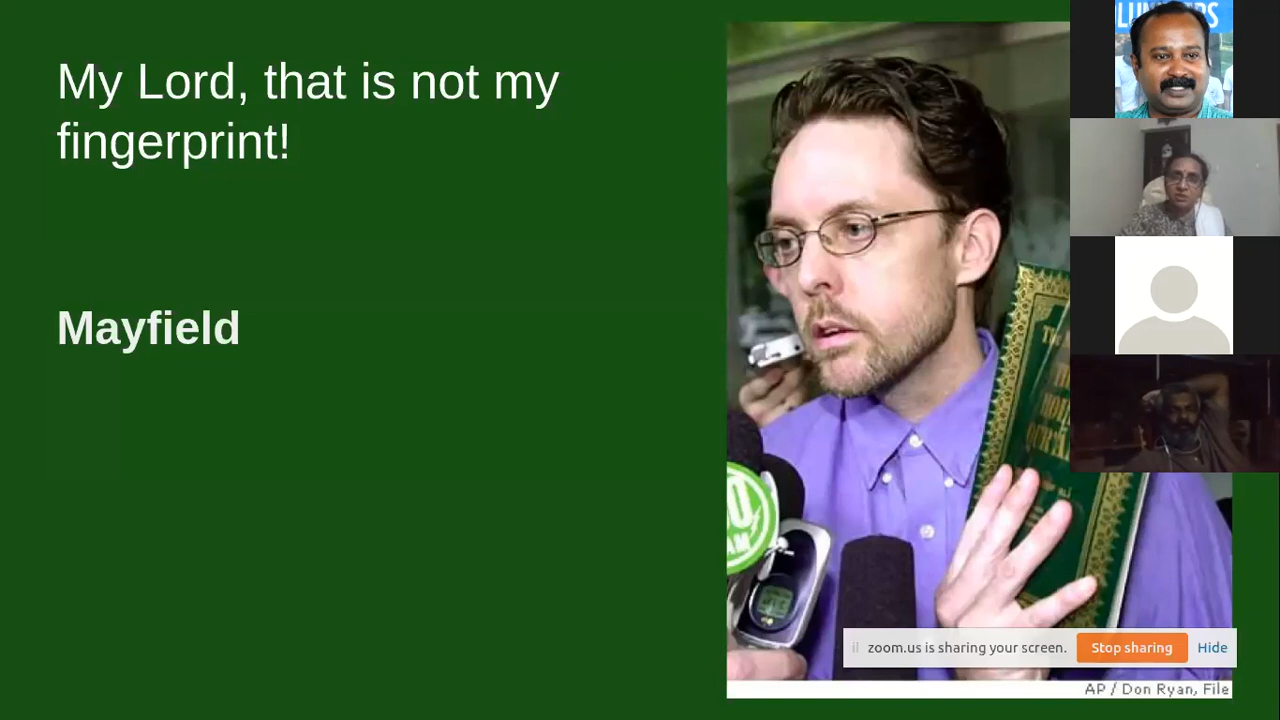 My Lord, that is not my
fingerprint!
Mayfield
zoom.us is sharing your screen.
Stop sharing
Hide
AP / Don Ryan, File